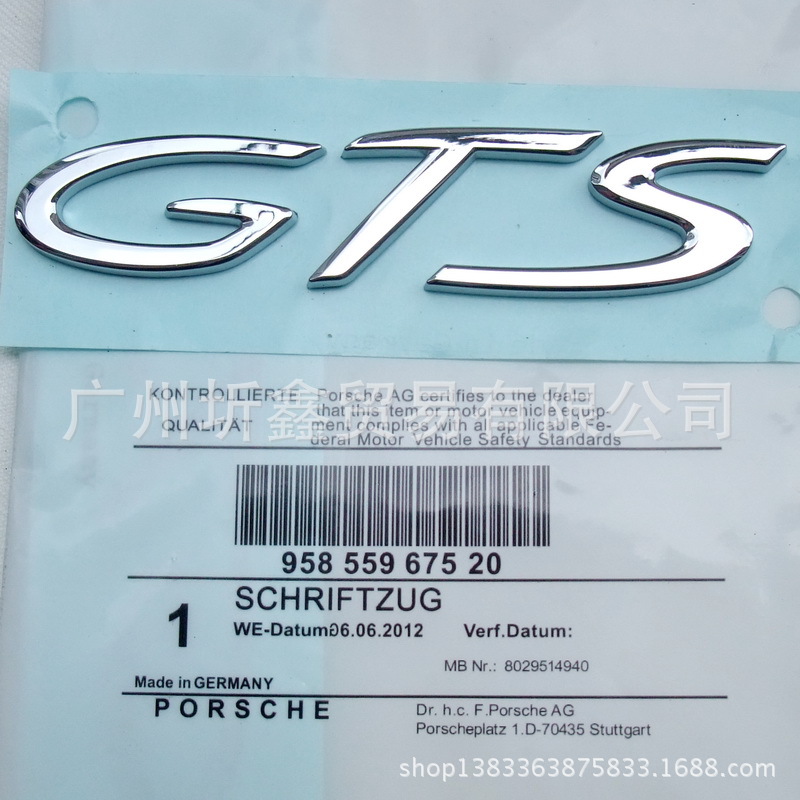 GTS
KONTROLLIERTE
QUALITÄT
Porsche AG certifies to the dealer
that this item or motor vehicle equip-
ment complies with all applicable Fe-
deral Motor Vehicle Safety Standards
广州圻鑫贸易有限公司
958 559 675 20
1
SCHRIFTZUG
WE-Datum:06.06.2012 Verf.Datum:
MB Nr.: 8029514940
Made in GERMANY
PORSCHE
Dr. h.c. F.Porsche AG
Porscheplatz 1.D-70435 Stuttgart
shop1383363875833.1688.com